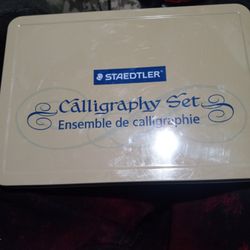 STAEDTLER
Calligraphy Set
Ensemble de calligraphie